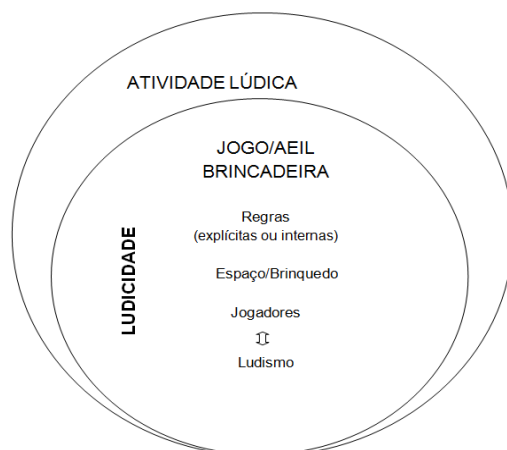 ATIVIDADE LÚDICA
JOGO/AEIL
BRINCADEIRA
LUDICIDADE
Regras
(explícitas ou internas)
Espaço/Brinquedo
Jogadores
Ludismo